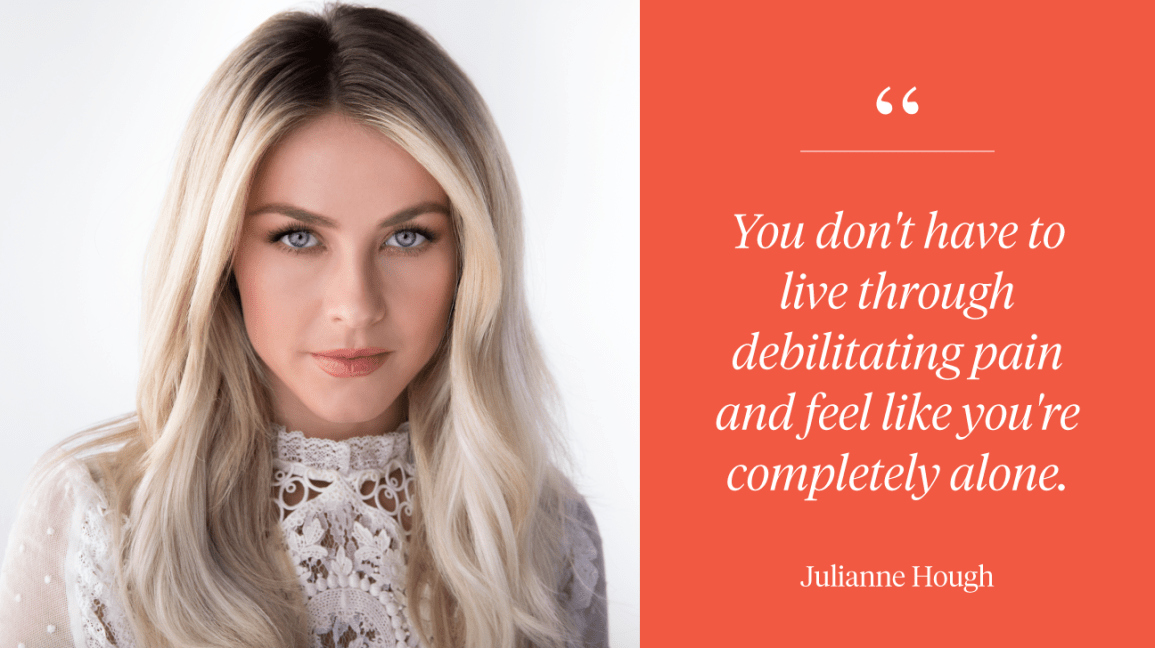 “
You don't have to
live through
debilitating pain
and feel like you're
completely alone.
Julianne Hough